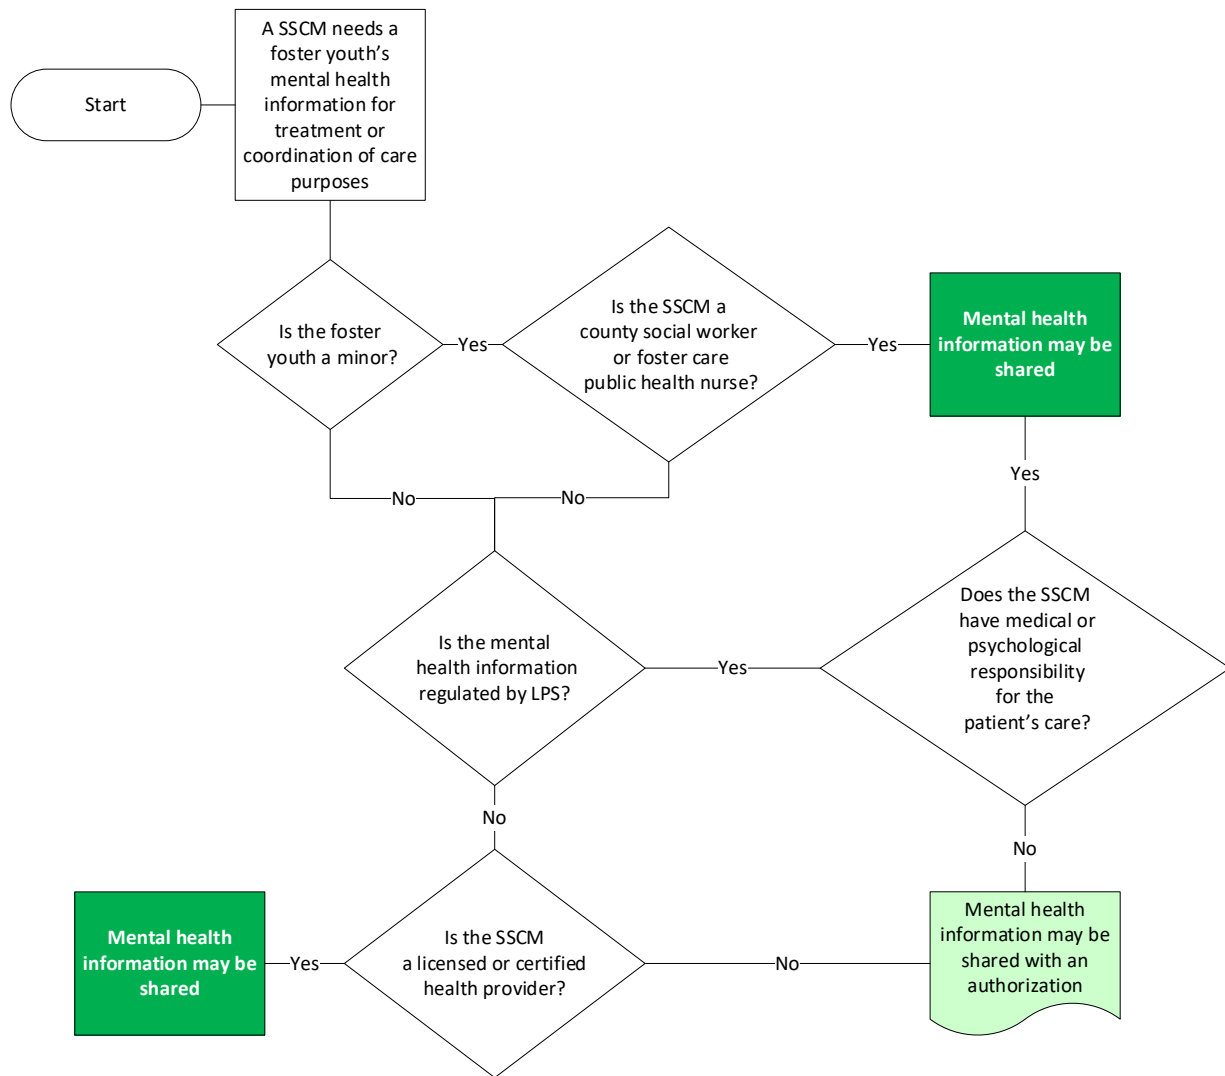 A SSCM needs a
foster youth’s
mental health
information for
treatment or
coordination of care
purposes
Start
Is the foster
youth a minor?
Yes
Is the SSCM a
county social worker
or foster care
public health nurse?
Yes
Mental health
information may be
shared
No
No
Yes
Is the mental
health information
regulated by LPS?
Yes
Does the SSCM
have medical or
psychological
responsibility
for the
patient’s care?
No
No
Mental health
information may be
shared
Yes
Is the SSCM
a licensed or certified
health provider?
No
Mental health
information may be
shared with an
authorization